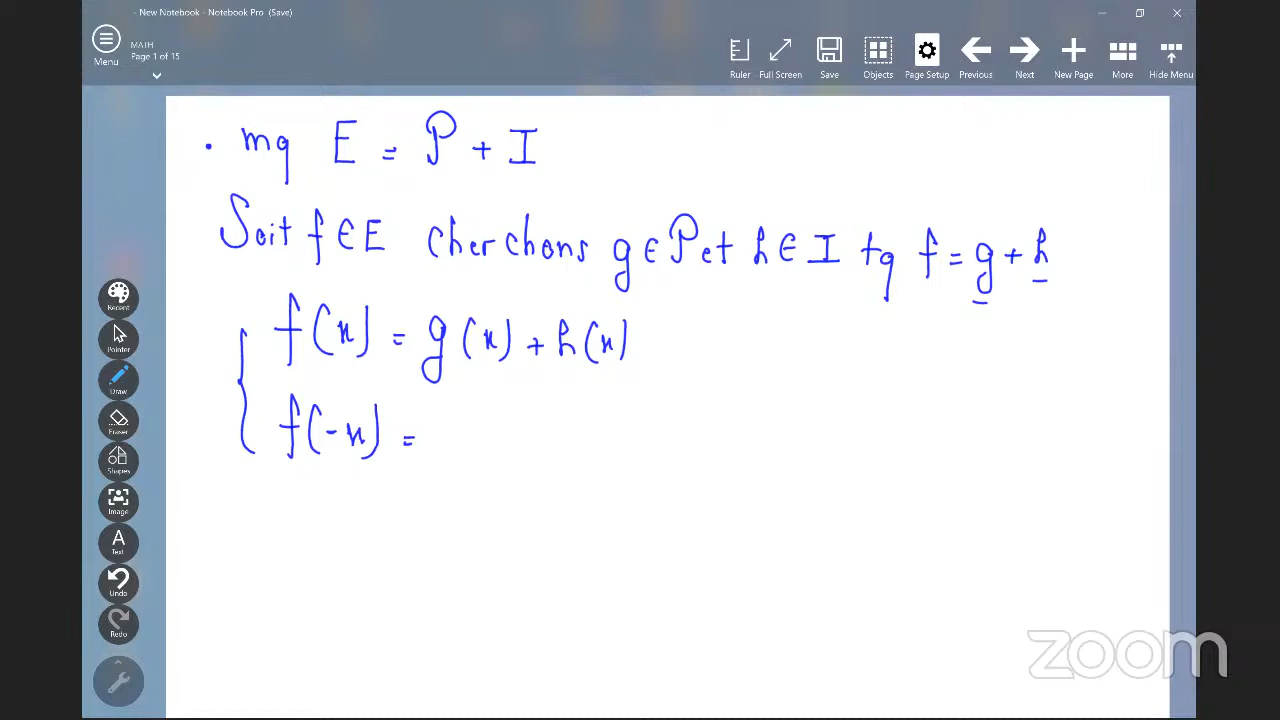 - New Notebook - Notebook Pro (Save)
Menu
MATH
Page 1 of 15
Ruler
Full Screen
Save
Objects
Page Setup
Previous
Next
New Page
More
Hide Menu
• mq E = P + I
Soit f ∈ E cherchons g ∈ P et h ∈ I tq f = g + h
f(x) = g(x) + h(x)
f(-x) =
Recent
Pointer
Draw
Eraser
Shapes
Image
A
Text
Undo
Redo
zoom